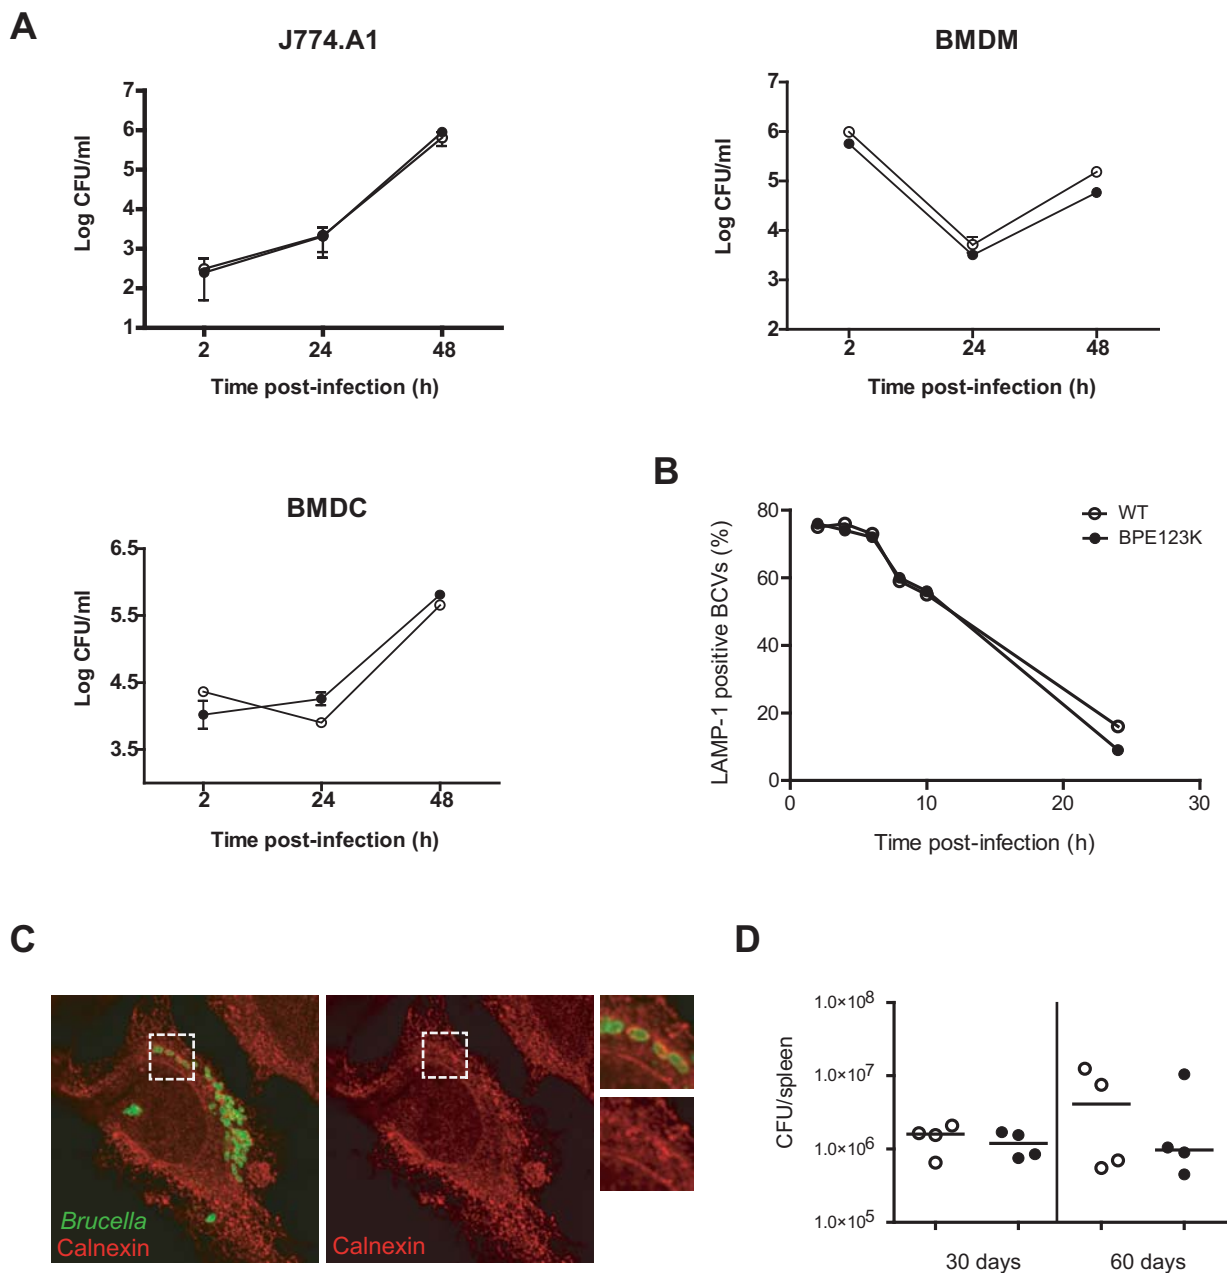 A
J774.A1
Log CFU/ml
7
6
5
4
3
2
1
2 24 48
Time post-infection (h)
BMDM
Log CFU/ml
7
6
5
4
3
2
2 24 48
Time post-infection (h)
BMDC
Log CFU/ml
6.5
5.5
4.5
3.5
2 24 48
Time post-infection (h)
B
LAMP-1 positive BCVs (%)
80
60
40
20
0
0 10 20 30
Time post-infection (h)
WT
BPE123K
C
Brucella
Calnexin
Calnexin
D
CFU/spleen
1.0×10⁸
1.0×10⁷
1.0×10⁶
1.0×10⁵
30 days 60 days